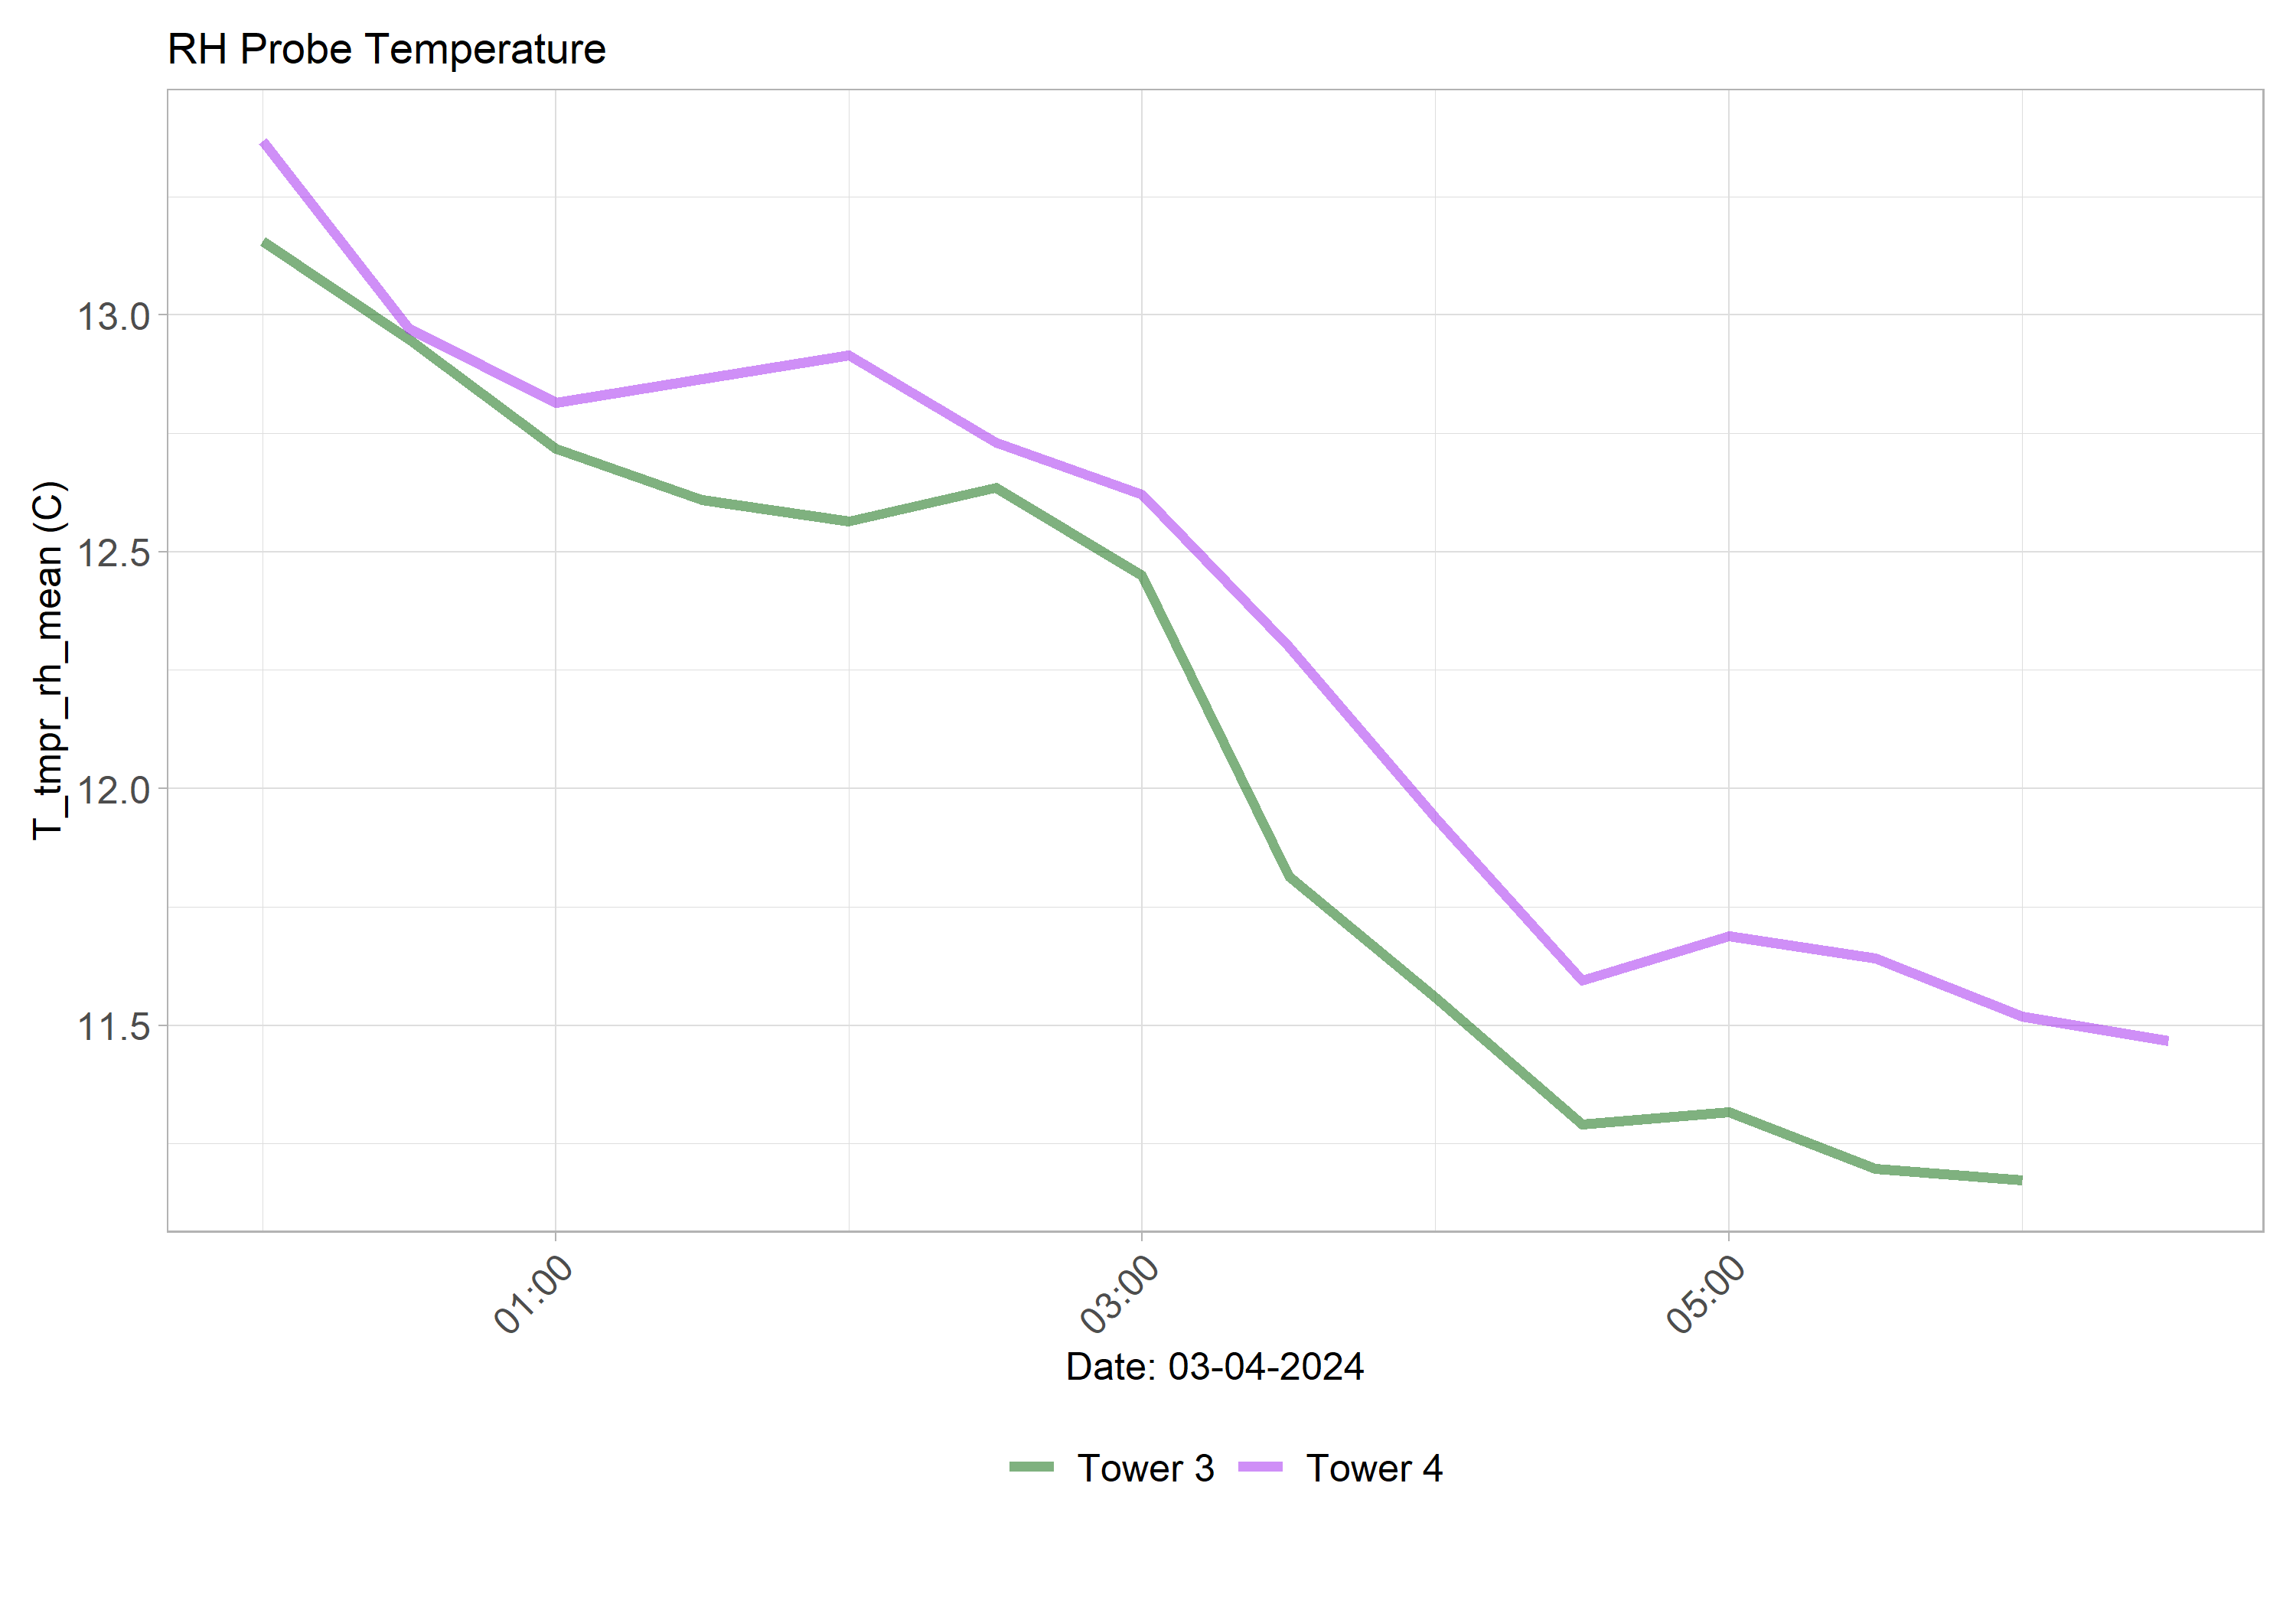 RH Probe Temperature
T_tmpr_rh_mean (C)
13.0
12.5
12.0
11.5
01:00
03:00
05:00
Date: 03-04-2024
Tower 3
Tower 4